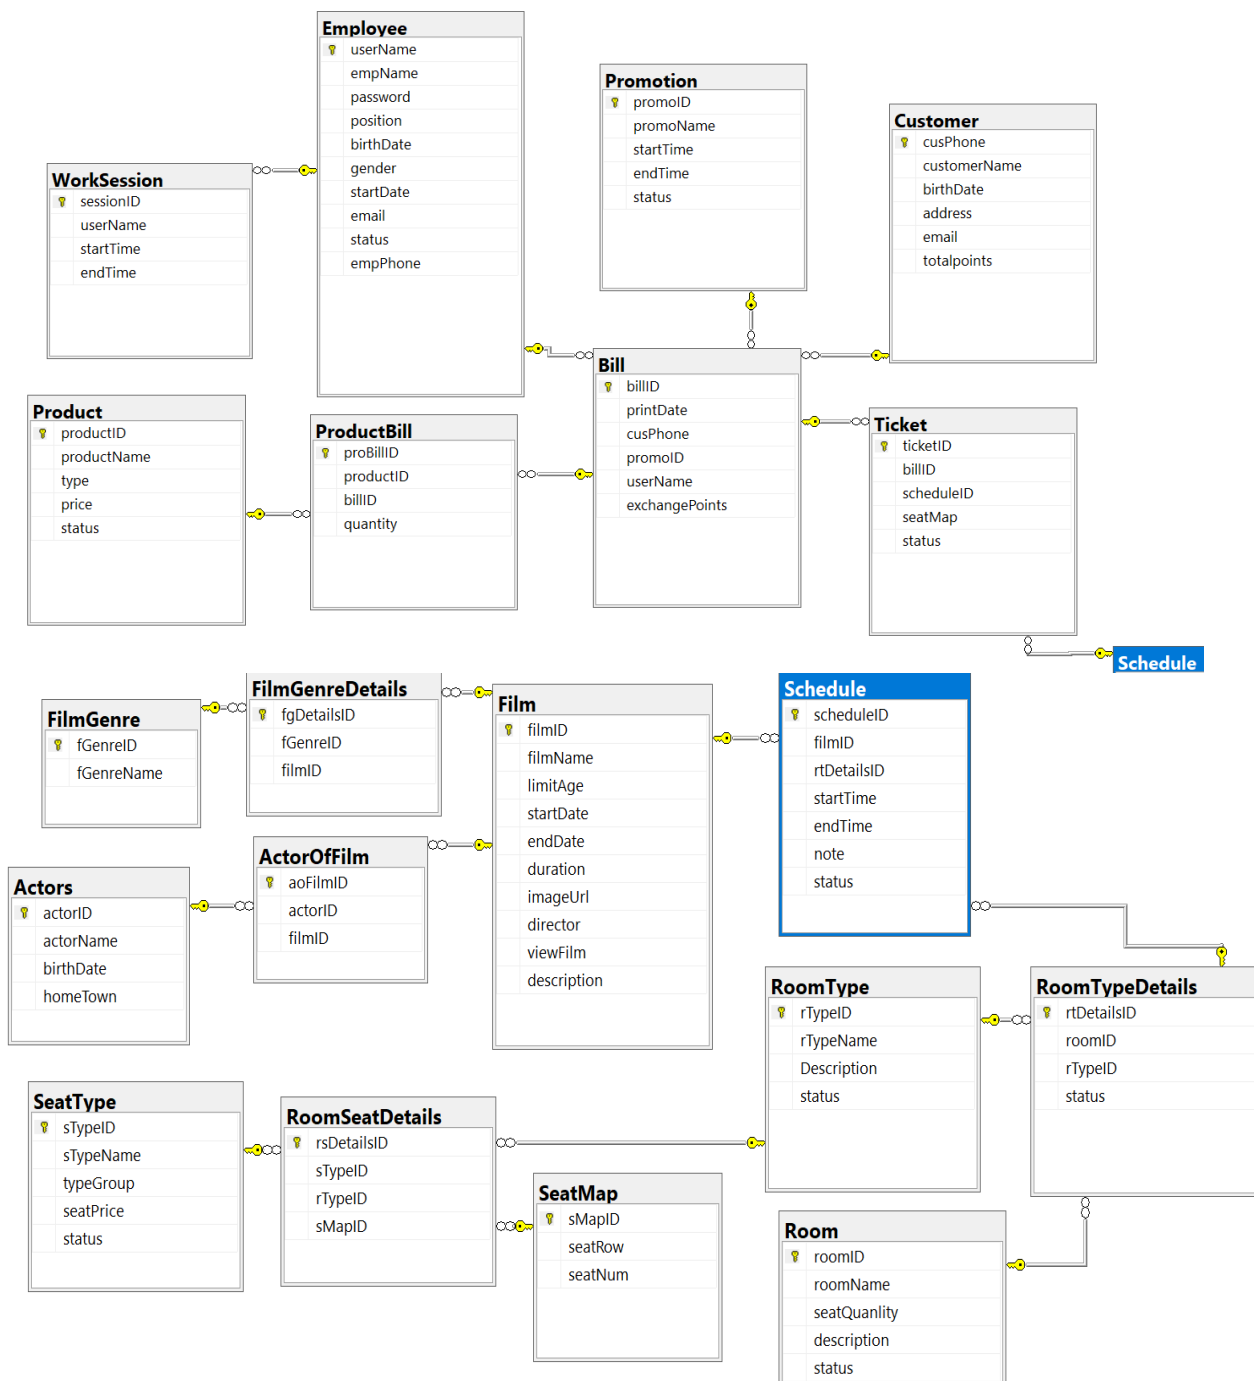 Employee
userName
empName
password
position
birthDate
gender
startDate
email
status
empPhone
Promotion
promoID
promoName
startTime
endTime
status
Customer
cusPhone
customerName
birthDate
address
email
totalpoints
WorkSession
sessionID
userName
startTime
endTime
Product
productID
productName
type
price
status
ProductBill
proBillID
productID
billID
quantity
Bill
billID
printDate
cusPhone
promoID
userName
exchangePoints
Ticket
ticketID
billID
scheduleID
seatMap
status
Schedule
FilmGenre
fGenreID
fGenreName
FilmGenreDetails
fgDetailsID
fGenreID
filmID
Film
filmID
filmName
limitAge
startDate
endDate
duration
imageUrl
director
viewFilm
description
Schedule
scheduleID
filmID
rtDetailsID
startTime
endTime
note
status
Actors
actorID
actorName
birthDate
homeTown
ActorOfFilm
aoFilmID
actorID
filmID
RoomType
rTypeID
rTypeName
Description
status
RoomTypeDetails
rtDetailsID
roomID
rTypeID
status
SeatType
sTypeID
sTypeName
typeGroup
seatPrice
status
RoomSeatDetails
rsDetailsID
sTypeID
rTypeID
sMapID
SeatMap
sMapID
seatRow
seatNum
Room
roomID
roomName
seatQuanlity
description
status